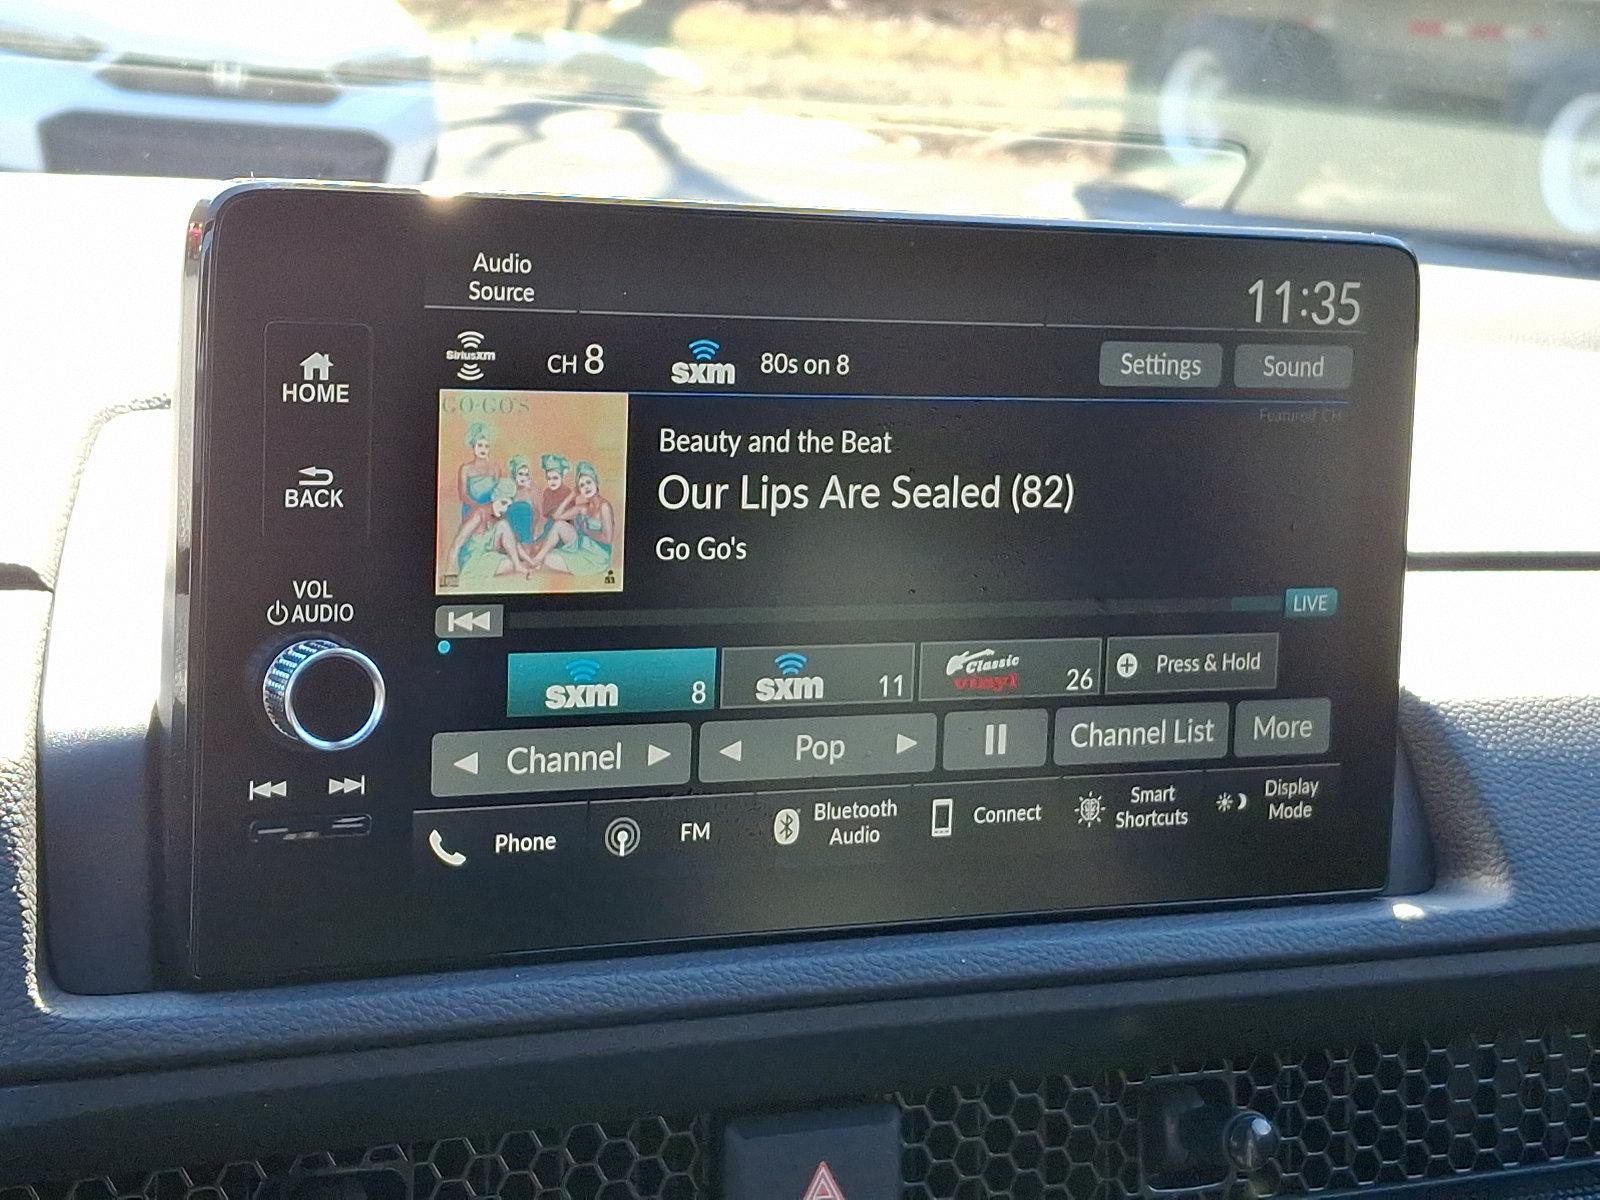 Audio
Source
11:35
SiriusXM
CH 8
sxm
80s on 8
Settings
Sound
HOME
GO-GO'S
Featured CH
Beauty and the Beat
Our Lips Are Sealed (82)
Go Go's
BACK
VOL
AUDIO
LIVE
sxm 8
sxm 11
Classic
Vinyl 26
Press & Hold
Channel
Pop
Channel List
More
Phone
FM
Bluetooth
Audio
Connect
Smart
Shortcuts
Display
Mode